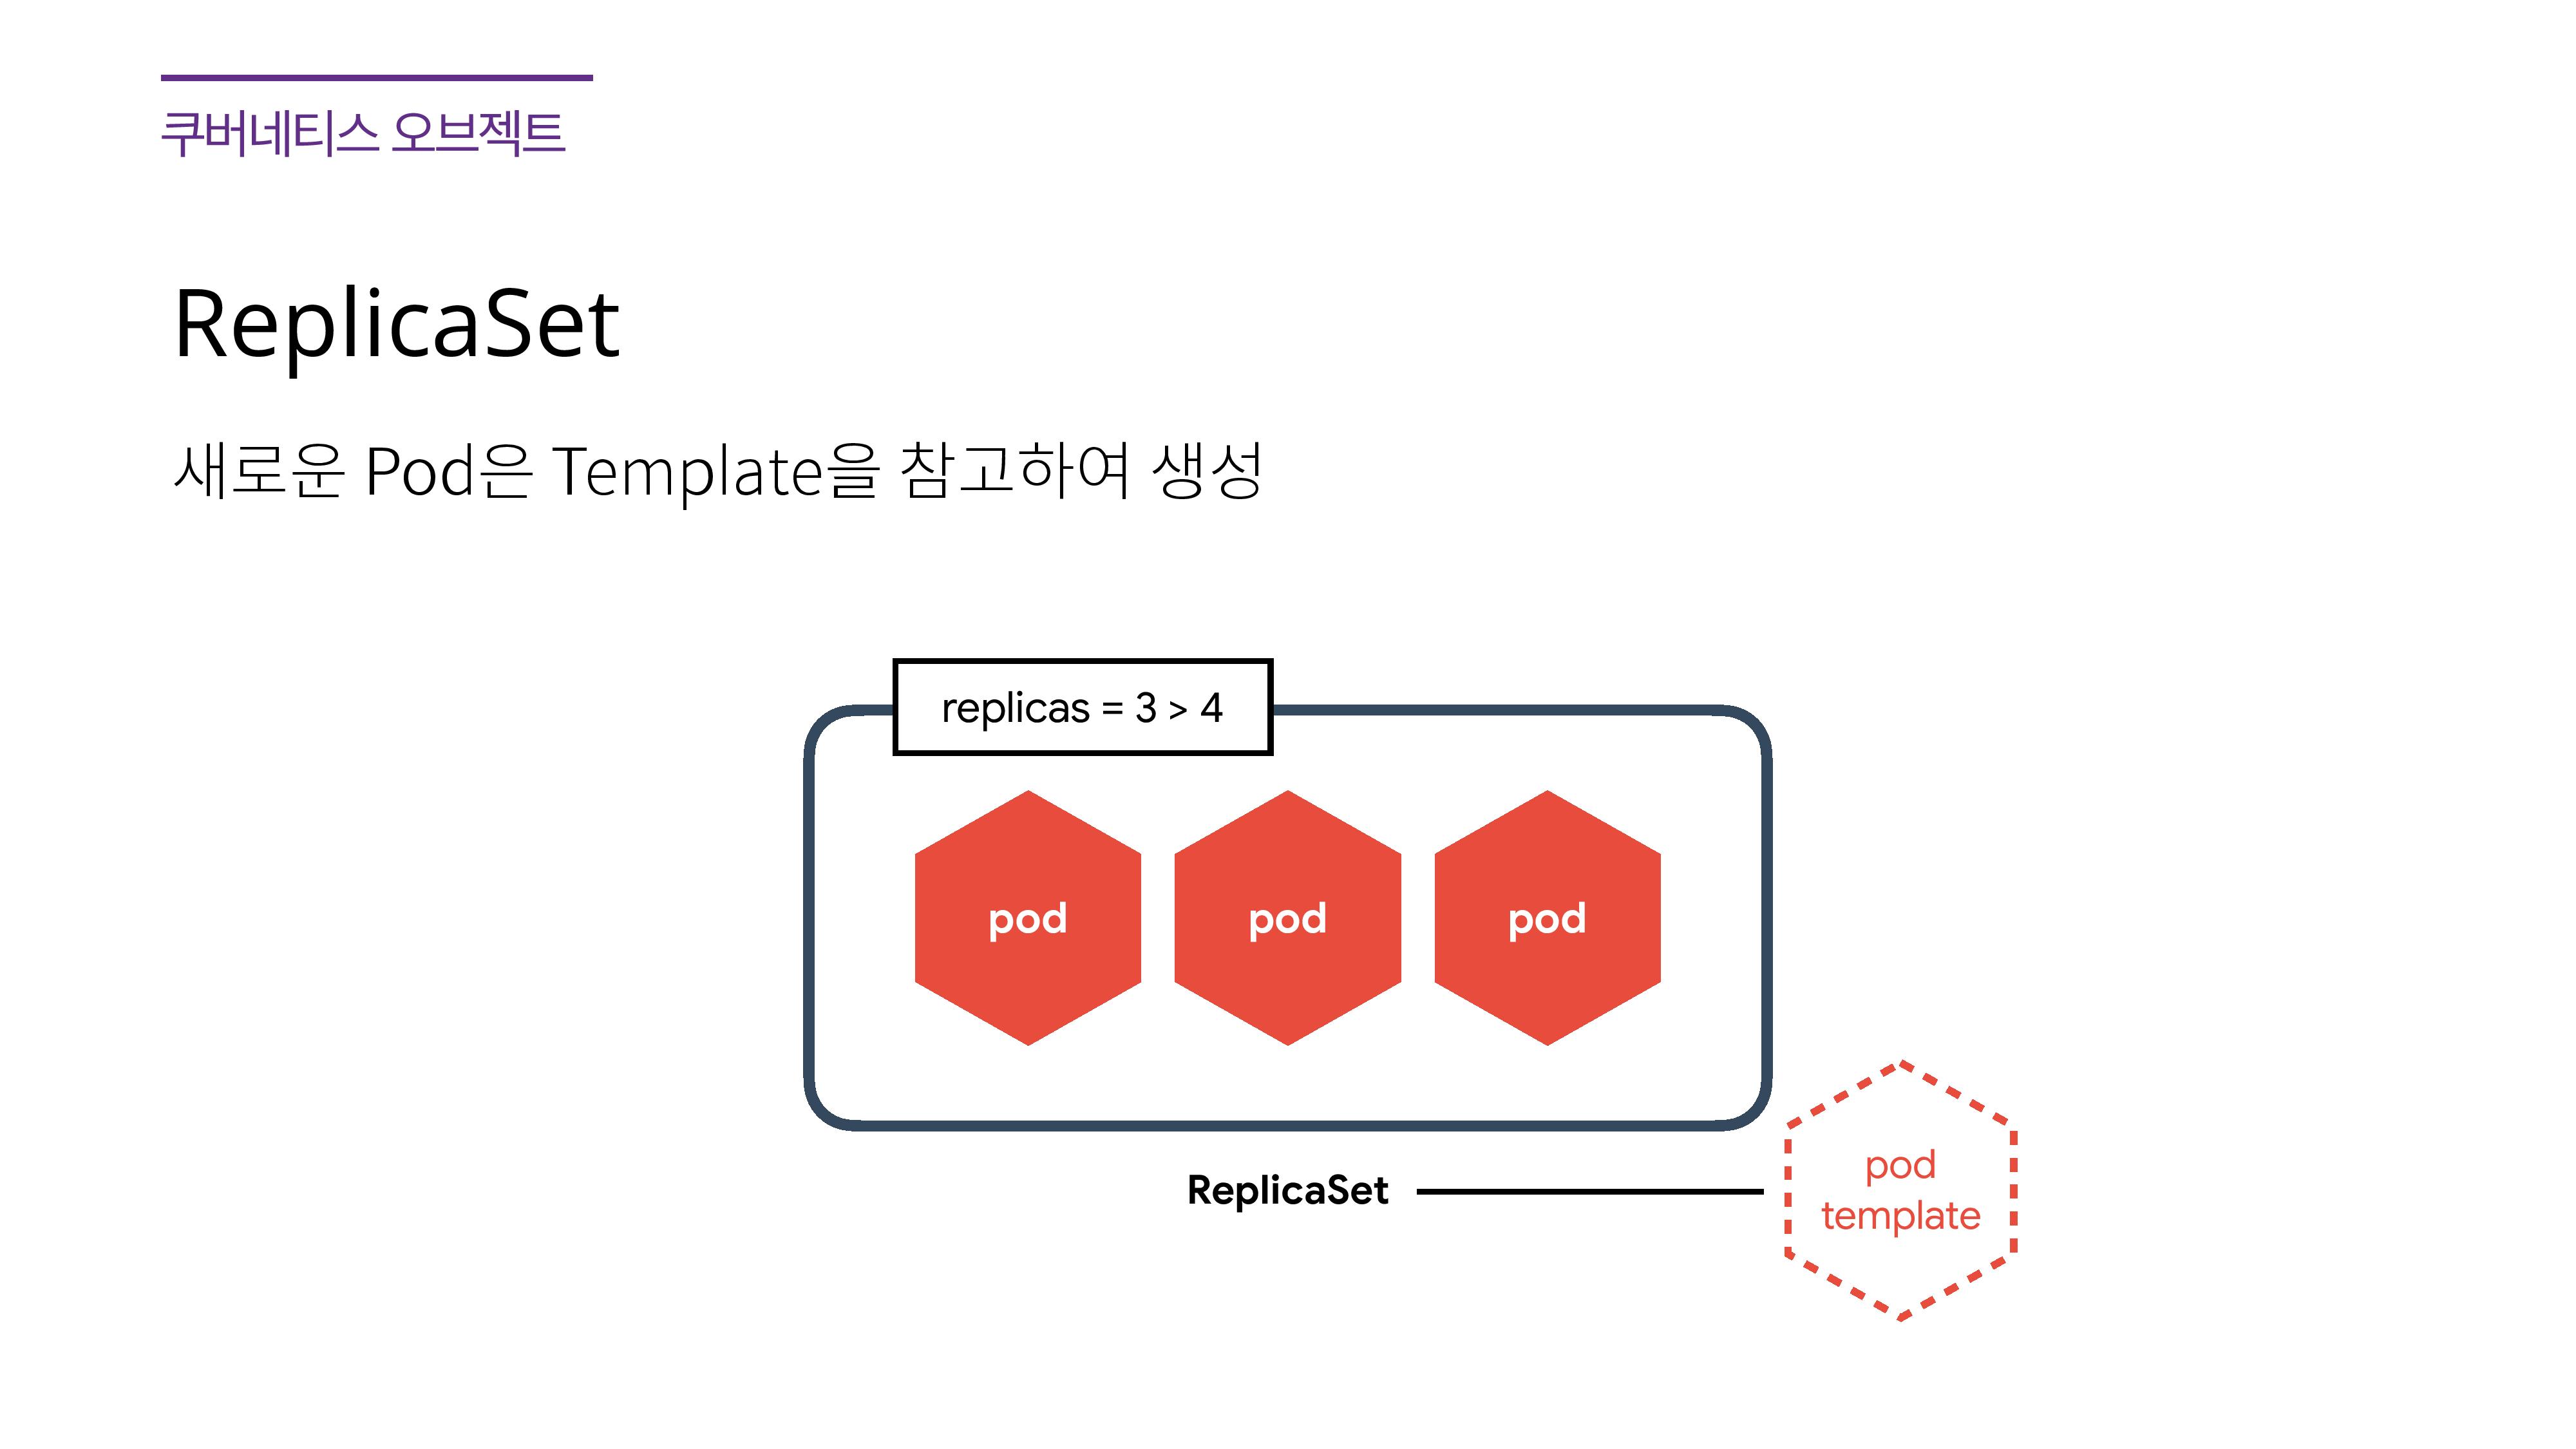 쿠버네티스 오브젝트
ReplicaSet
새로운 Pod은 Template을 참고하여 생성
replicas = 3 > 4
pod
pod
pod
ReplicaSet
pod
template